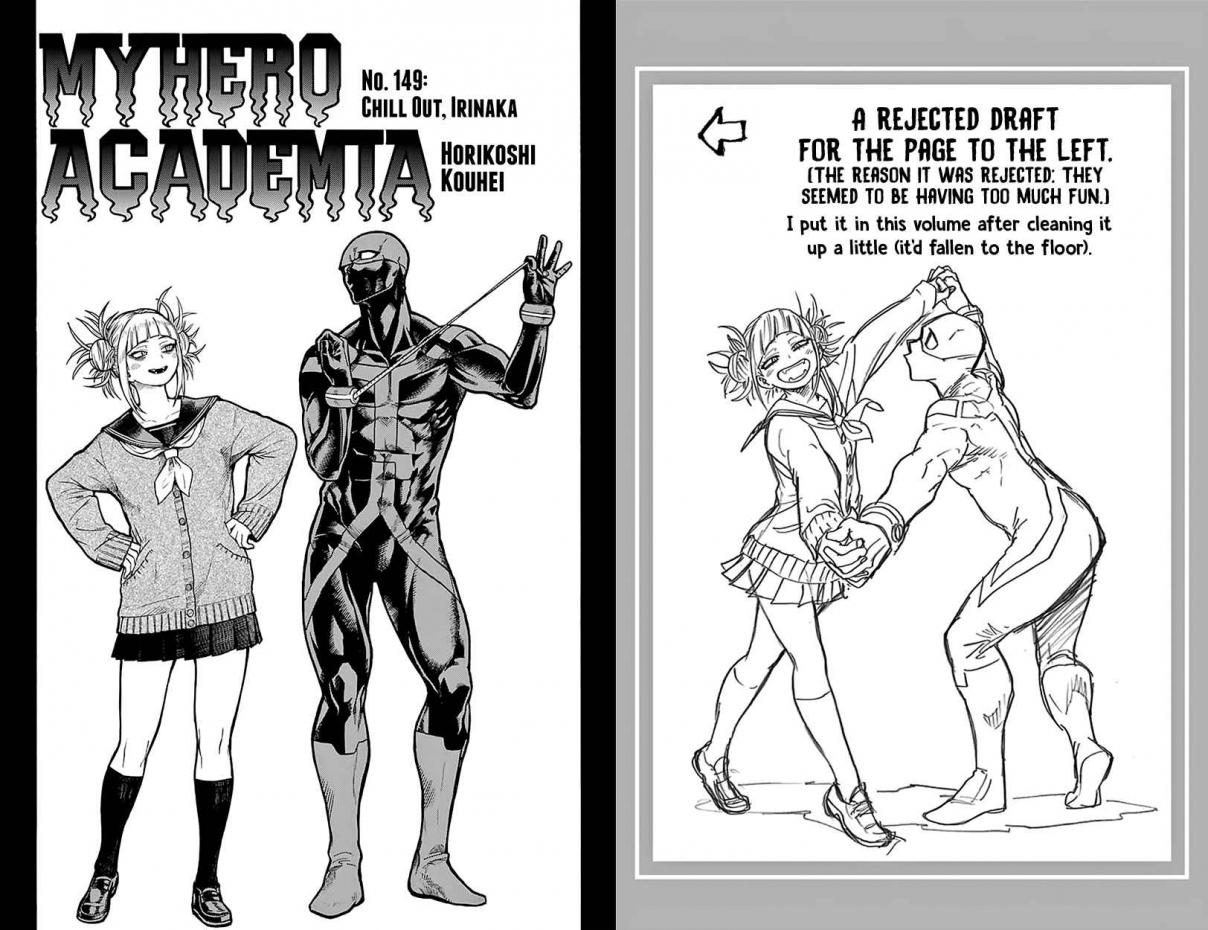 MY HERO
ACADEMIA
No. 149:
Chill Out, Irinaka
Horikoshi
Kouhei
A REJECTED DRAFT
FOR THE PAGE TO THE LEFT.
(THE REASON IT WAS REJECTED: THEY
SEEMED TO BE HAVING TOO MUCH FUN.)
I put it in this volume after cleaning it
up a little (it'd fallen to the floor).